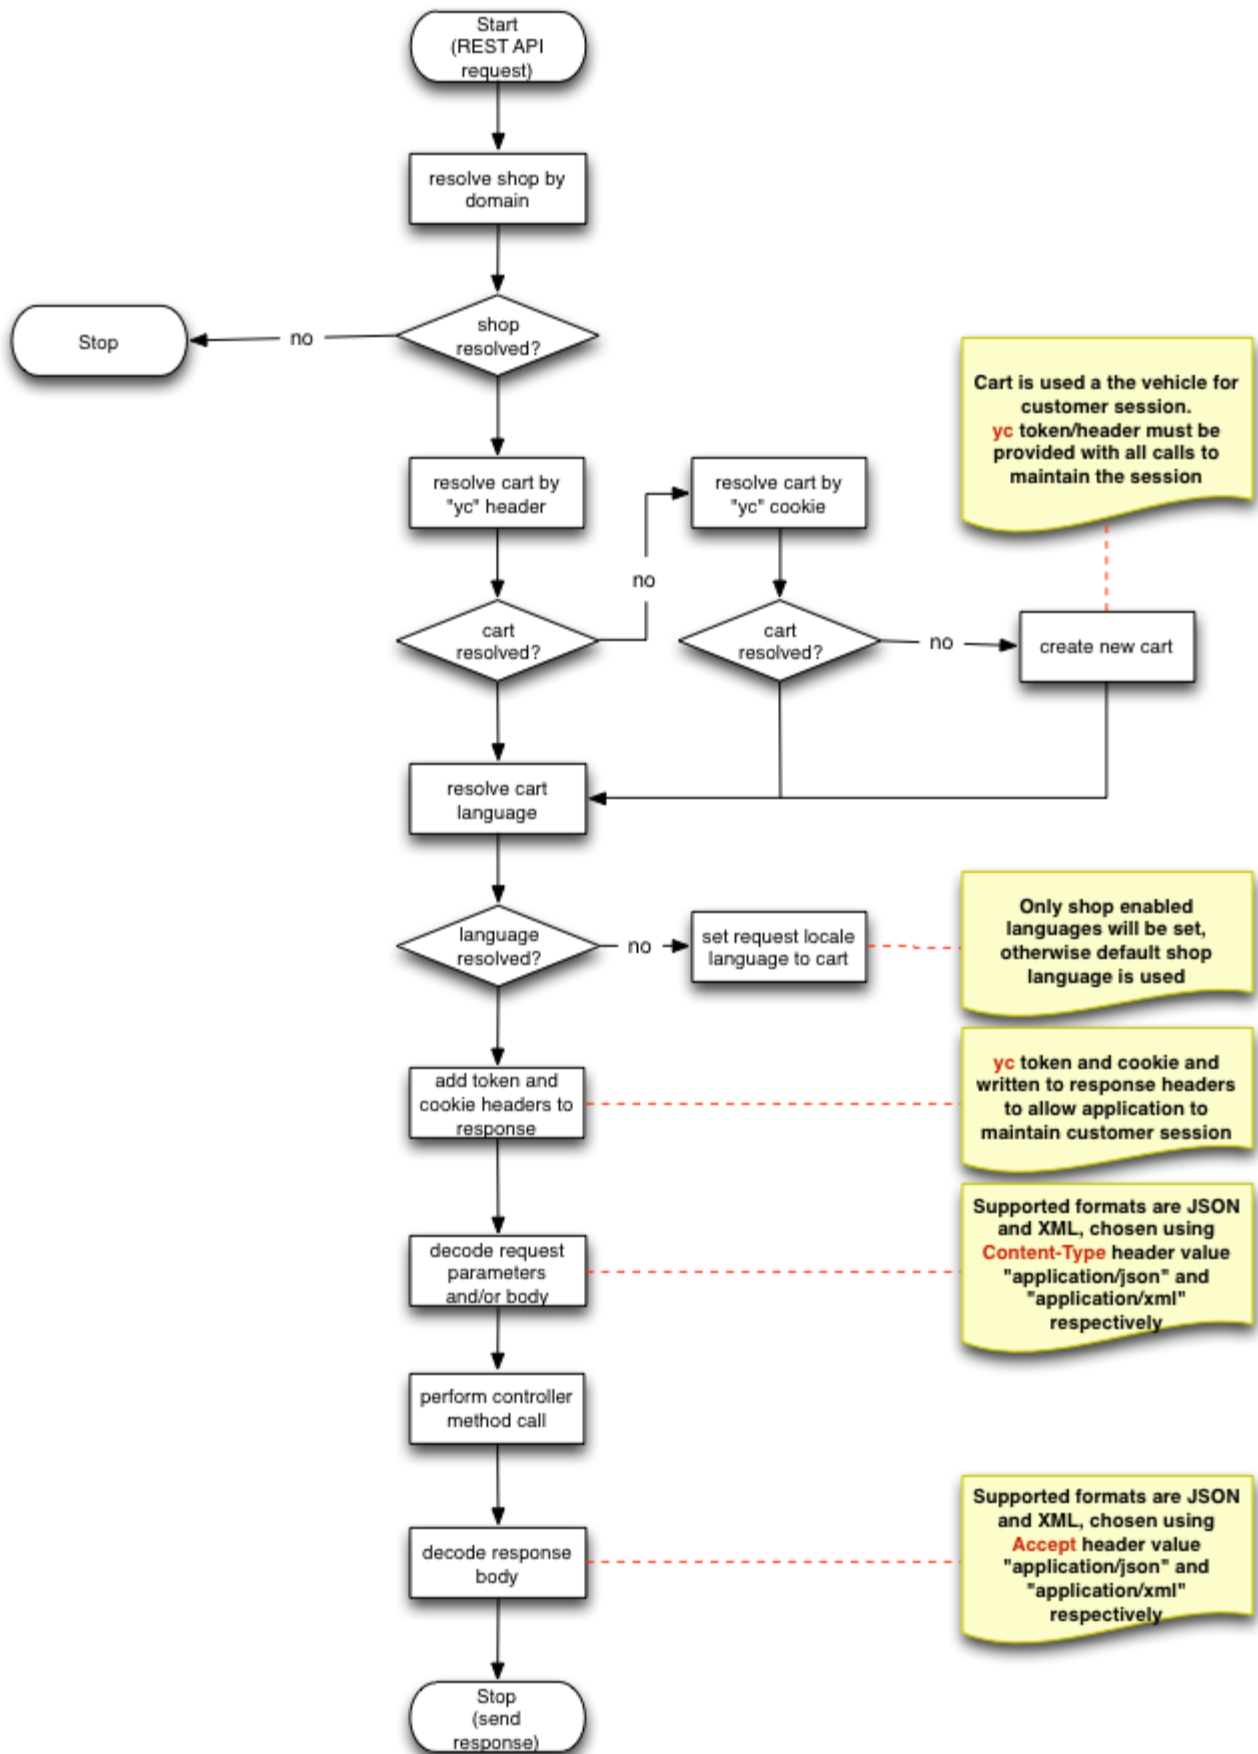 Start
(REST API
request)
resolve shop by
domain
shop
resolved?
no
Stop
Cart is used a the vehicle for
customer session.
yc token/header must be
provided with all calls to
maintain the session
resolve cart by
"yc" header
resolve cart by
"yc" cookie
no
cart
resolved?
cart
resolved?
no
create new cart
resolve cart
language
language
resolved?
no
set request locale
language to cart
Only shop enabled
languages will be set,
otherwise default shop
language is used
add token and
cookie headers to
response
yc token and cookie and
written to response headers
to allow application to
maintain customer session
decode request
parameters
and/or body
Supported formats are JSON
and XML, chosen using
Content-Type header value
"application/json" and
"application/xml"
respectively
perform controller
method call
decode response
body
Supported formats are JSON
and XML, chosen using
Accept header value
"application/json" and
"application/xml"
respectively
Stop
(send
response)